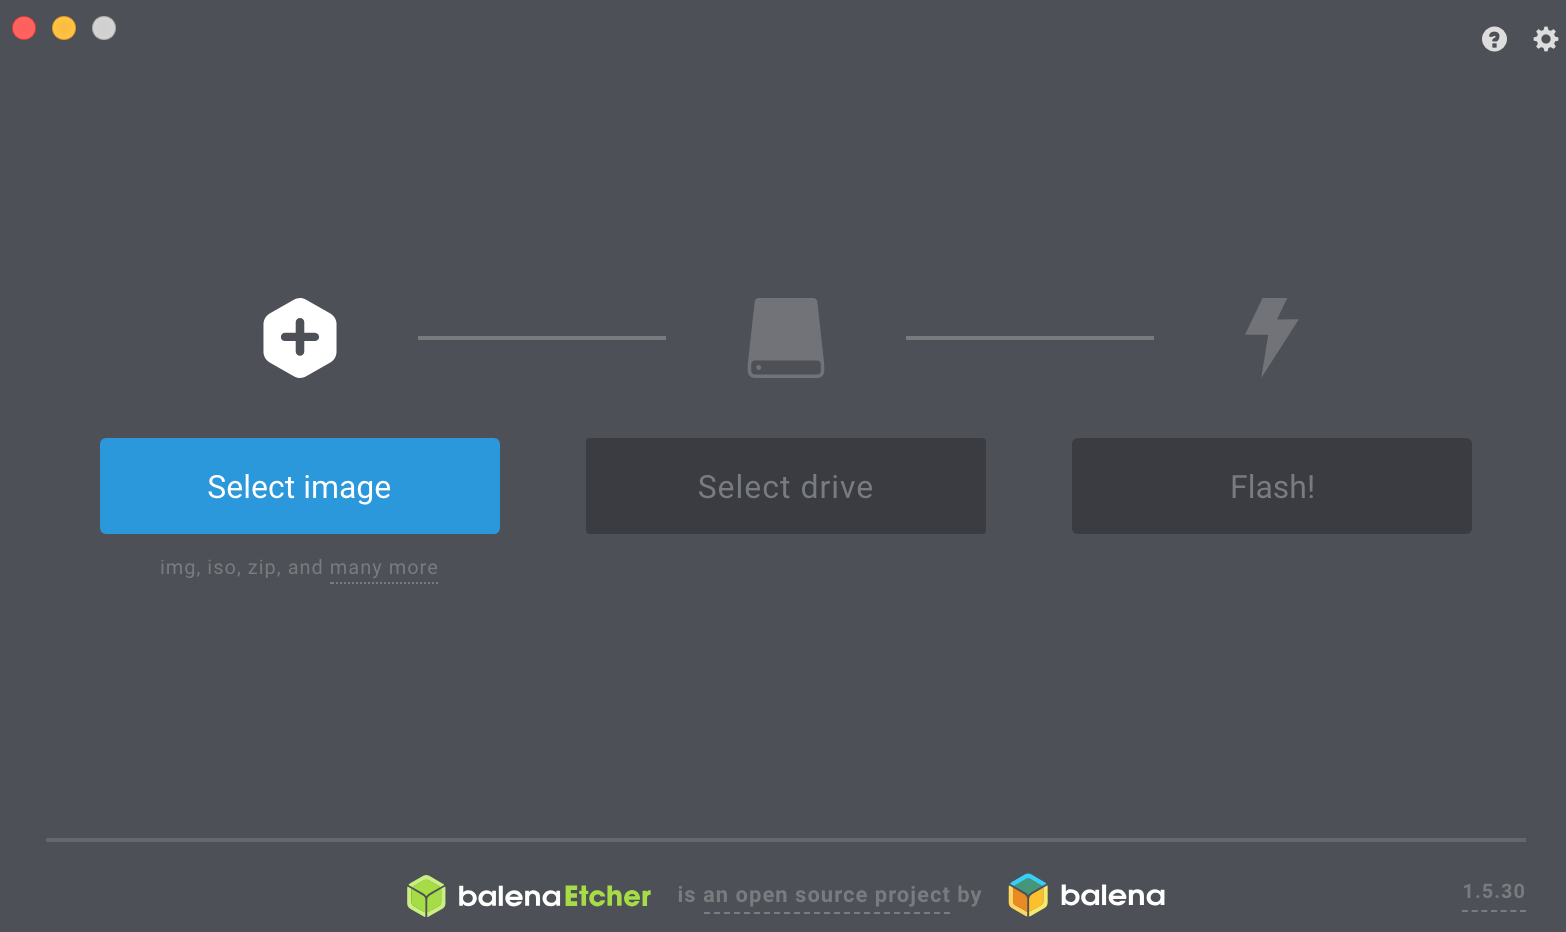 Select image
Select drive
Flash!
img, iso, zip, and many more
balenaEtcher is an open source project by balena
1.5.30